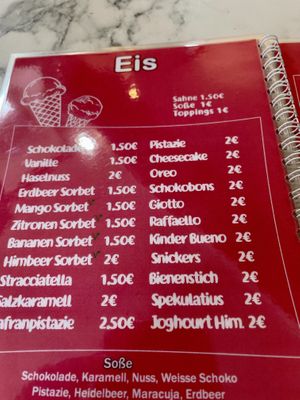 Eis
Sahne 1.50€
Soße 1€
Toppings 1€
Schokolade 1.50€
Vanille 1.50€
Haselnuss 2€
Erdbeer Sorbet 1.50€
Mango Sorbet 1.50€
Zitronen Sorbet 1.50€
Bananen Sorbet 1.50€
Himbeer Sorbet 2€
Stracciatella 1.50€
Salzkaramell 2€
afranpistazie 2.50€
Pistazie 2€
Cheesecake 2€
Oreo 2€
Schokobons 2€
Giotto 2€
Raffaello 2€
Kinder Bueno 2€
Snickers 2€
Bienenstich 2€
Spekulatius 2€
Joghourt Him. 2€
Soße
Schokolade, Karamell, Nuss, Weisse Schoko
Pistazie, Heidelbeer, Maracuja, Erdbeer